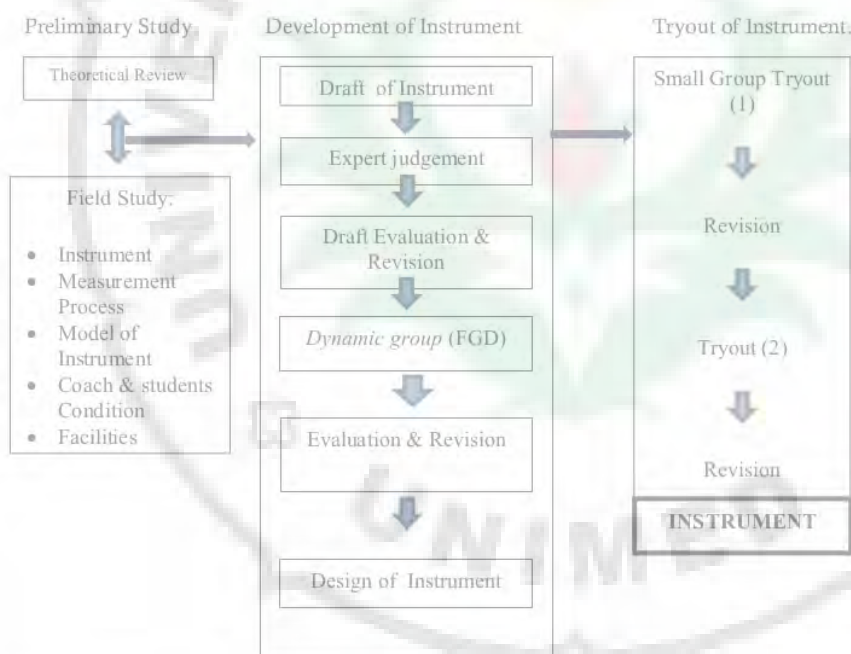 Preliminary Study
Theoretical Review
Field Study:
• Instrument
• Measurement
Process
• Model of
Instrument
• Coach & students
Condition
• Facilities
Development of Instrument
Draft of Instrument
Expert judgement
Draft Evaluation &
Revision
Dynamic group (FGD)
Evaluation & Revision
Design of Instrument
Tryout of Instrument.
Small Group Tryout
(1)
Revision
Tryout (2)
Revision
INSTRUMENT
UNIMED